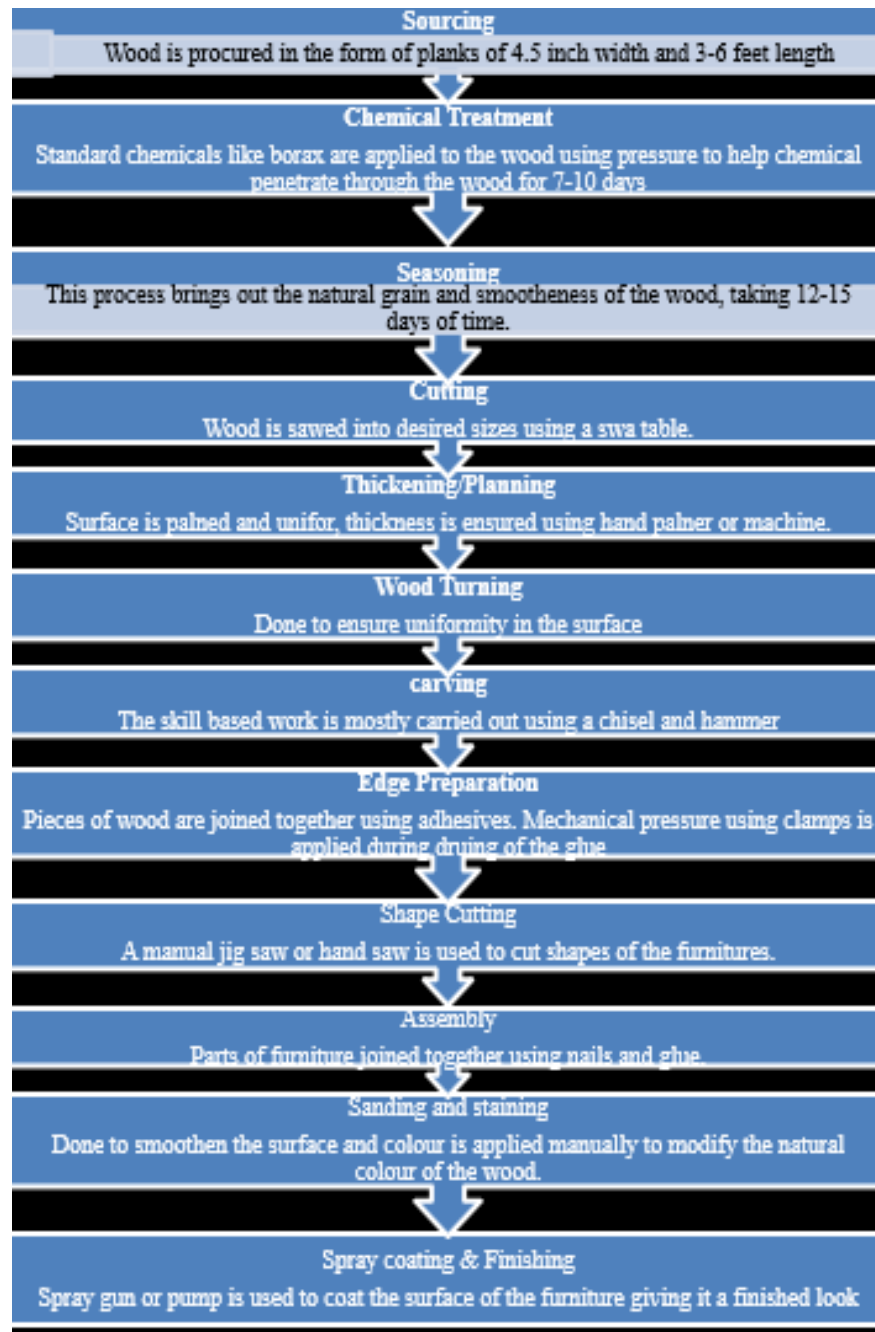 Sourcing
Wood is procured in the form of planks of 4.5 inch width and 3-6 feet length
Chemical Treatment
Standard chemicals like borax are applied to the wood using pressure to help chemical
penetrate through the wood for 7-10 days
Seasoning
This process brings out the natural grain and smootheness of the wood, taking 12-15
days of time.
Cutting
Wood is sawed into desired sizes using a swa table.
Thickening/Planning
Surface is palned and unifor, thickness is ensured using hand palner or machine.
Wood Turning
Done to ensure uniformity in the surface
carving
The skill based work is mostly carried out using a chisel and hammer
Edge Preparation
Pieces of wood are joined together using adhesives. Mechanical pressure using clamps is
applied during druing of the glue
Shape Cutting
A manual jig saw or hand saw is used to cut shapes of the furnitures.
Assembly
Parts of furniture joined together using nails and glue.
Sanding and staining
Done to smoothen the surface and colour is applied manually to modify the natural
colour of the wood.
Spray coating & Finishing
Spray gun or pump is used to coat the surface of the furniture giving it a finished look